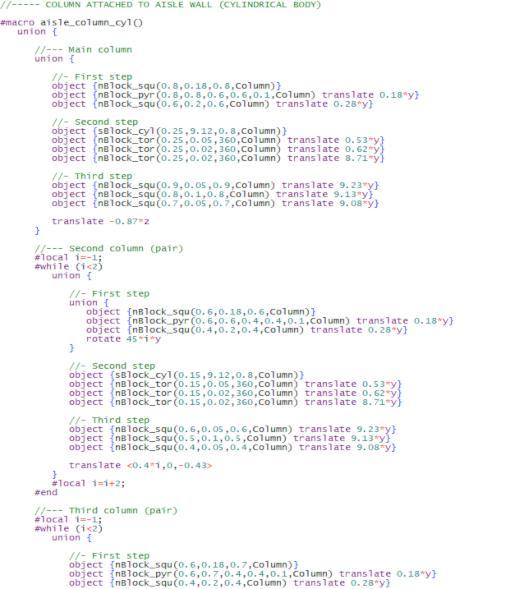 //----- COLUMN ATTACHED TO AISLE WALL (CYLINDRICAL BODY)
#macro aisle_column_cyl()
union {
//--- Main column
union {
//- First step
object {nBlock_squ(0.8,0.18,0.8,Column)}
object {nBlock_pyr(0.8,0.8,0.6,0.6,0.1,Column) translate 0.18*y}
object {nBlock_squ(0.6,0.2,0.6,Column) translate 0.28*y}
//- Second step
object {sBlock_cyl(0.25,9.12,0.8,Column)}
object {nBlock_tor(0.25,0.05,360,Column) translate 0.53*y}
object {nBlock_tor(0.25,0.02,360,Column) translate 0.62*y}
object {nBlock_tor(0.25,0.02,360,Column) translate 8.71*y}
//- Third step
object {nBlock_squ(0.9,0.05,0.9,Column) translate 9.23*y}
object {nBlock_squ(0.8,0.1,0.8,Column) translate 9.13*y}
object {nBlock_squ(0.7,0.05,0.7,Column) translate 9.08*y}
translate -0.87*z
}
//--- Second column (pair)
#local i=-1;
#while (i<2)
union {
//- First step
union {
object {nBlock_squ(0.6,0.18,0.6,Column)}
object {nBlock_pyr(0.6,0.6,0.4,0.4,0.1,Column) translate 0.18*y}
object {nBlock_squ(0.4,0.2,0.4,Column) translate 0.28*y}
rotate 45*i*y
}
//- Second step
object {sBlock_cyl(0.15,9.12,0.8,Column)}
object {nBlock_tor(0.15,0.05,360,Column) translate 0.53*y}
object {nBlock_tor(0.15,0.02,360,Column) translate 0.62*y}
object {nBlock_tor(0.15,0.02,360,Column) translate 8.71*y}
//- Third step
object {nBlock_squ(0.6,0.05,0.6,Column) translate 9.23*y}
object {nBlock_squ(0.5,0.1,0.5,Column) translate 9.13*y}
object {nBlock_squ(0.4,0.05,0.4,Column) translate 9.08*y}
translate <0.4*i,0,-0.43>
}
#local i=i+2;
#end
//--- Third column (pair)
#local i=-1;
#while (i<2)
union {
//- First step
object {nBlock_squ(0.6,0.18,0.7,Column)}
object {nBlock_pyr(0.6,0.7,0.4,0.4,0.1,Column) translate 0.18*y}
object {nBlock_squ(0.4,0.2,0.4,Column) translate 0.28*y}